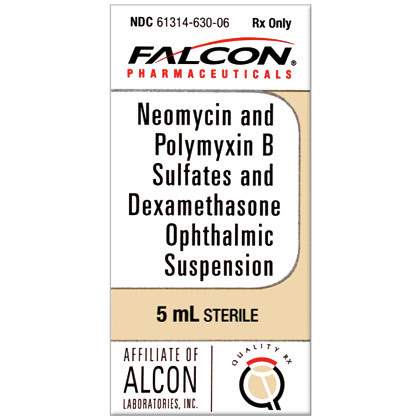 NDC 61314-630-06 Rx Only
FALCON®
PHARMACEUTICALS
Neomycin and
Polymyxin B
Sulfates and
Dexamethasone
Ophthalmic
Suspension
5 mL STERILE
AFFILIATE OF
ALCON
LABORATORIES, INC.
QUALITY RX